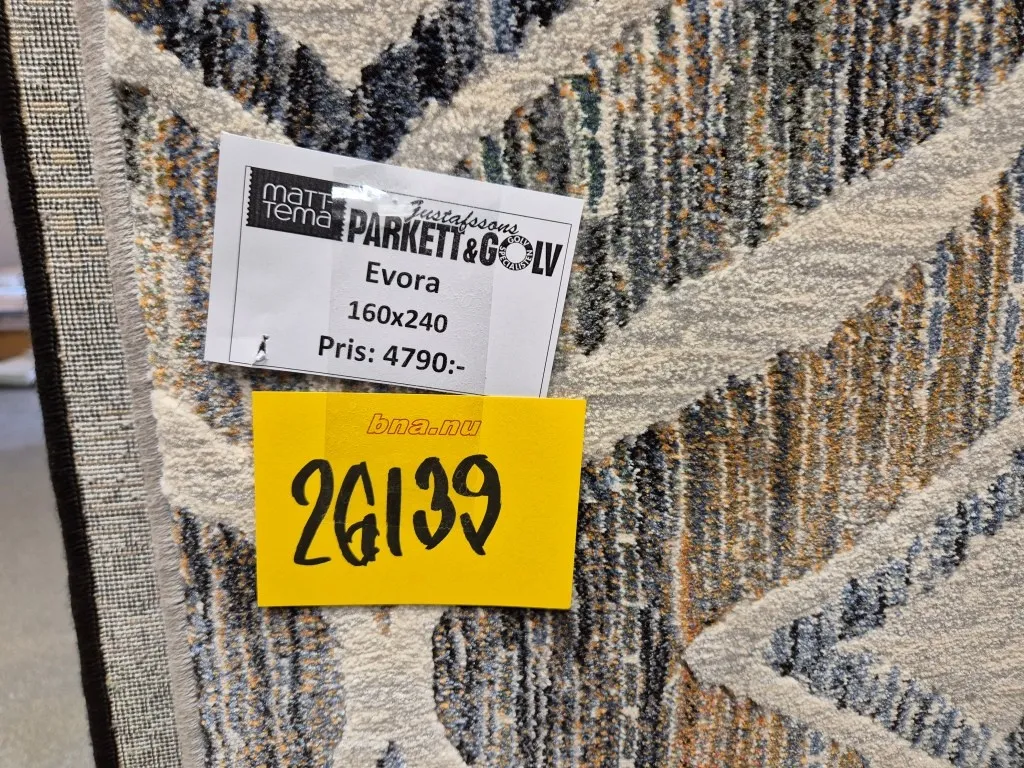 MATT-
TEMA
Gustafssons
PARKETT&GOLV
GOLV
SPECIALISTEN
Evora
160x240
Pris: 4790:-
bna.nu
26139